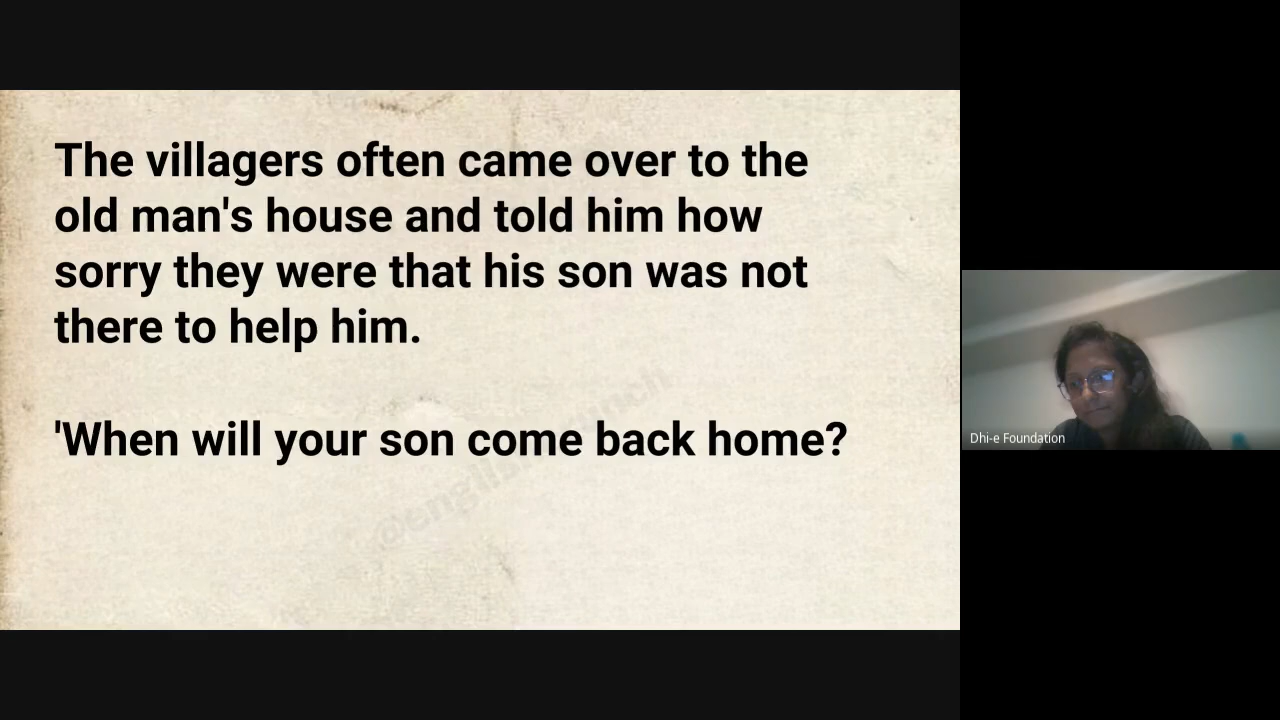 The villagers often came over to the
old man's house and told him how
sorry they were that his son was not
there to help him.
'When will your son come back home?
Dhi-e Foundation